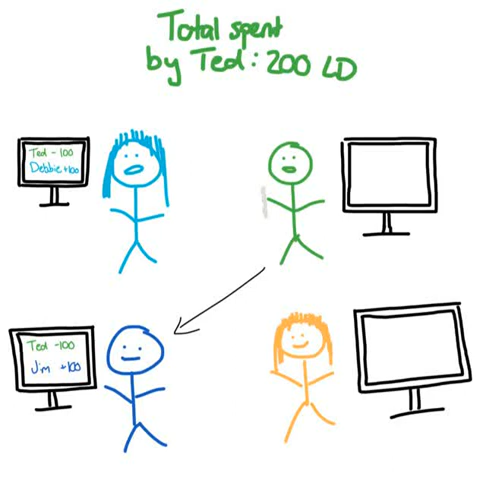 Total spent
by Ted: 200 LD
Ted -100
Debbie +100
Ted -100
Jim +100